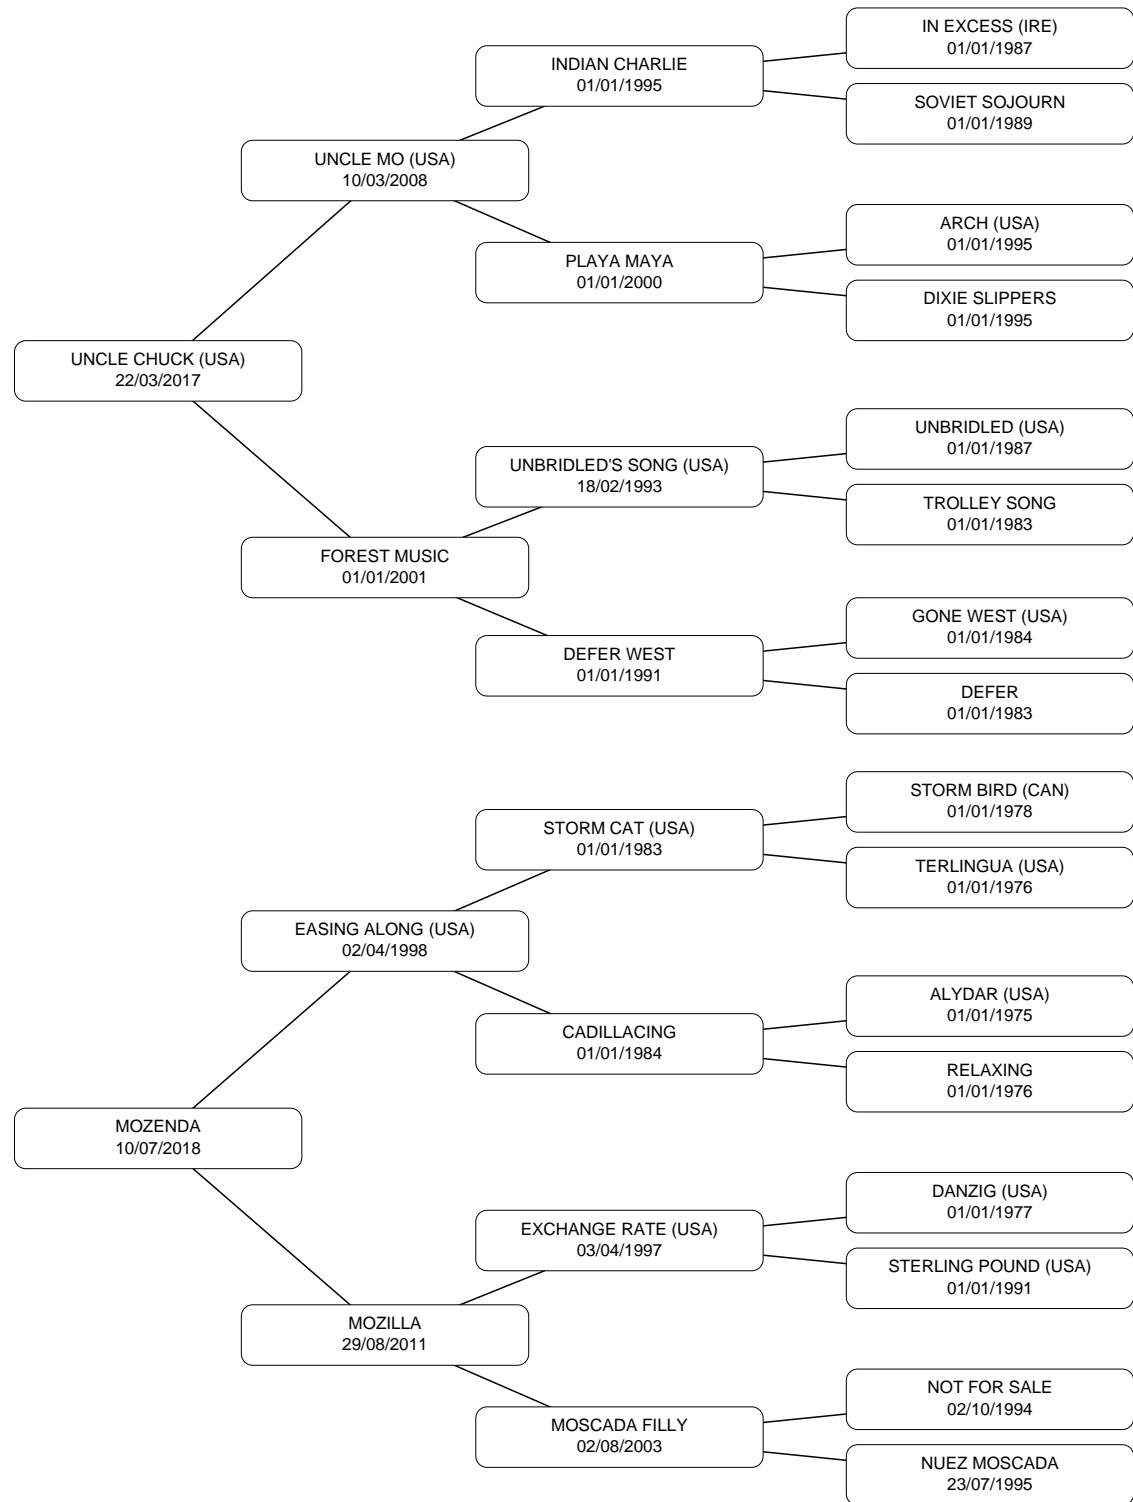 IN EXCESS (IRE)
01/01/1987
INDIAN CHARLIE
01/01/1995
SOVIET SOJOURN
01/01/1989
UNCLE MO (USA)
10/03/2008
ARCH (USA)
01/01/1995
PLAYA MAYA
01/01/2000
DIXIE SLIPPERS
01/01/1995
UNCLE CHUCK (USA)
22/03/2017
UNBRIDLED (USA)
01/01/1987
UNBRIDLED'S SONG (USA)
18/02/1993
TROLLEY SONG
01/01/1983
FOREST MUSIC
01/01/2001
GONE WEST (USA)
01/01/1984
DEFER WEST
01/01/1991
DEFER
01/01/1983
STORM BIRD (CAN)
01/01/1978
STORM CAT (USA)
01/01/1983
TERLINGUA (USA)
01/01/1976
EASING ALONG (USA)
02/04/1998
ALYDAR (USA)
01/01/1975
CADILLACING
01/01/1984
RELAXING
01/01/1976
MOZENDA
10/07/2018
DANZIG (USA)
01/01/1977
EXCHANGE RATE (USA)
03/04/1997
STERLING POUND (USA)
01/01/1991
MOZILLA
29/08/2011
NOT FOR SALE
02/10/1994
MOSCADA FILLY
02/08/2003
NUEZ MOSCADA
23/07/1995